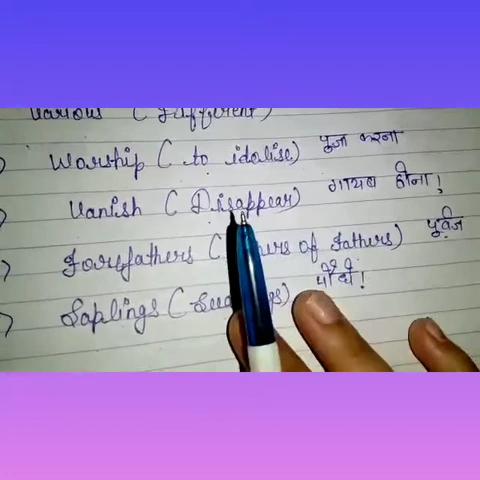 Various (Different)
Worship (to idolise) पूजा करना
Vanish (Disappear) गायब होना!
Forefathers ( of fathers) पूर्वज
Saplings ( पौधे!